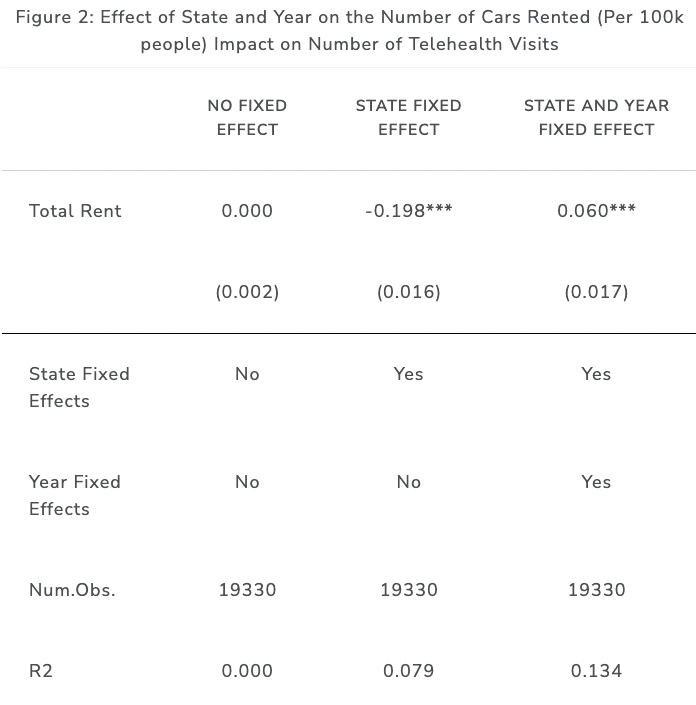 Figure 2: Effect of State and Year on the Number of Cars Rented (Per 100k
people) Impact on Number of Telehealth Visits
NO FIXED EFFECT STATE FIXED EFFECT STATE AND YEAR FIXED EFFECT
Total Rent 0.000 -0.198*** 0.060***
(0.002) (0.016) (0.017)
State Fixed Effects No Yes Yes
Year Fixed Effects No No Yes
Num.Obs. 19330 19330 19330
R2 0.000 0.079 0.134